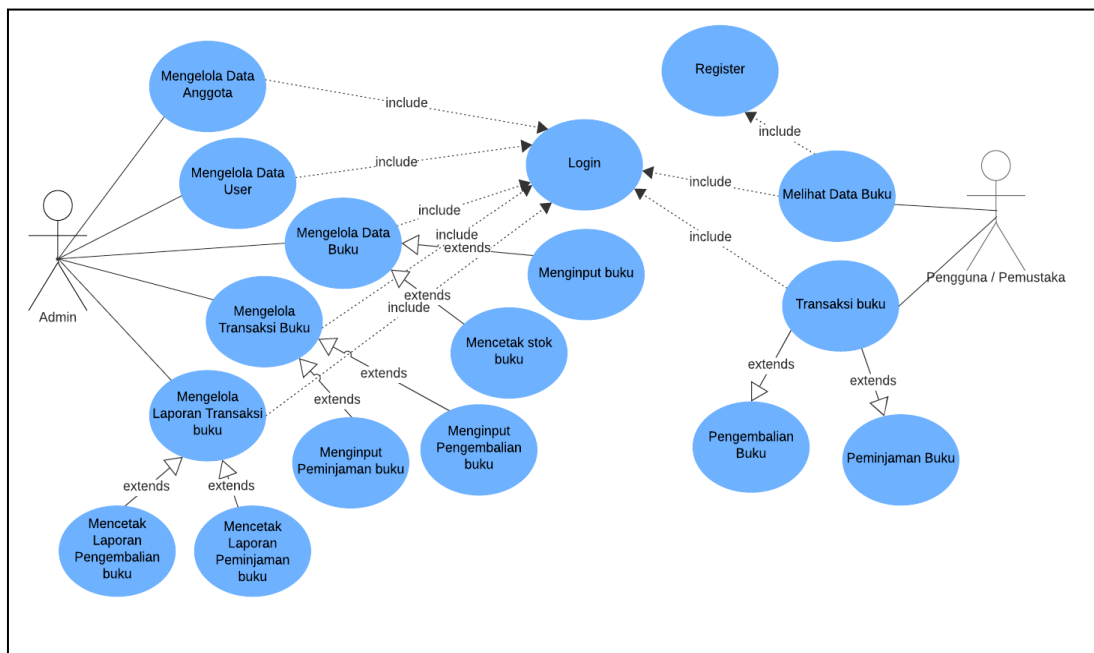 Mengelola Data
Anggota
include
Register
include
Mengelola Data
User
include
Login
include
Melihat Data Buku
Mengelola Data
Buku
include
include
extends
include
Menginput buku
Pengguna / Pemustaka
Admin
Mengelola
Transaksi Buku
extends
include
Transaksi buku
Mencetak stok
buku
extends
extends
extends
extends
Mengelola
Laporan Transaksi
buku
Menginput
Peminjaman buku
Menginput
Pengembalian
buku
Pengembalian
Buku
Peminjaman Buku
extends
extends
Mencetak
Laporan
Pengembalian
buku
Mencetak
Laporan
Peminjaman
buku